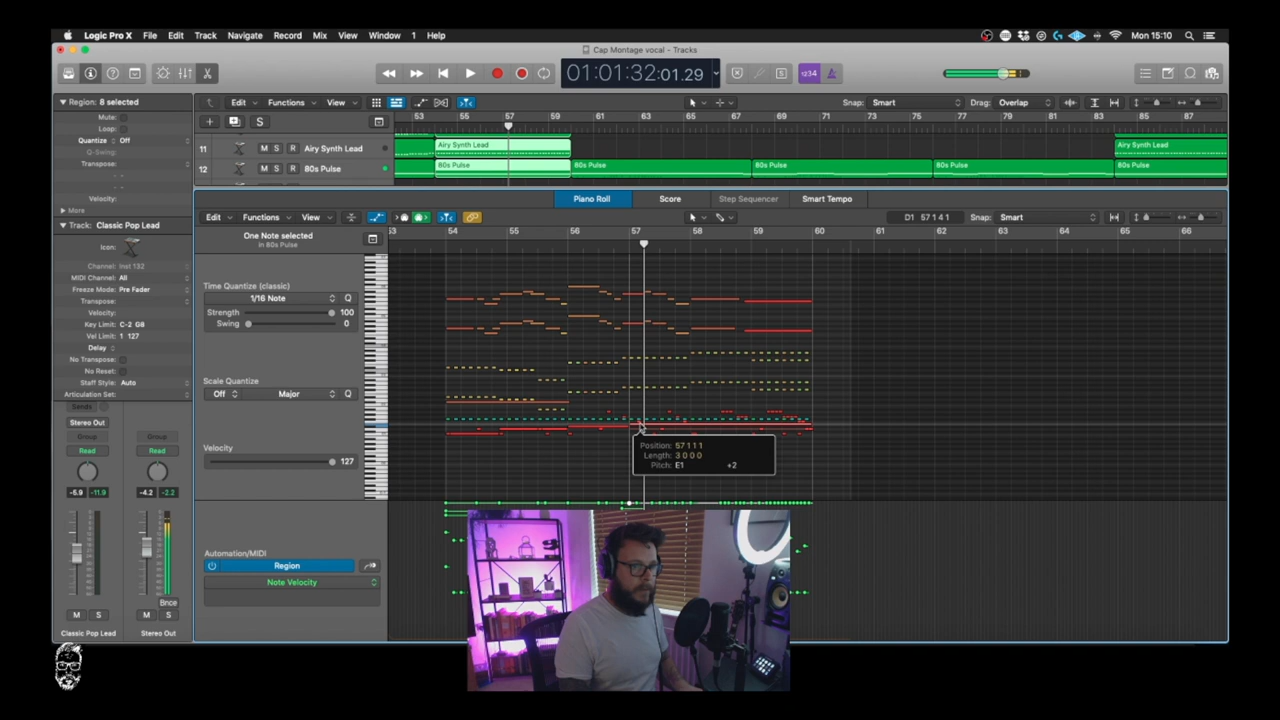 Logic Pro X File Edit Track Navigate Record Mix View Window 1 Help
Mon 15:10
Cap Montage vocal - Tracks
01:01:32:01.29
1234
Region: 8 selected
Mute:
Loop:
Quantize Off
Q-Swing:
Transpose:
Velocity:
More
Track: Classic Pop Lead
Icon:
Channel: Inst 132
MIDI Channel: All
Freeze Mode: Pre Fader
Transpose:
Velocity:
Key Limit: C-2 G8
Vel Limit: 1 127
Delay
No Transpose:
No Reset:
Staff Style: Auto
Articulation Set:
Sends
Stereo Out
Group Group
Read Read
-5.9 -11.9 -4.2 -2.2
Bnce
M S M S
Classic Pop Lead Stereo Out
Edit Functions View
Snap: Smart
Drag: Overlap
S
53 55 57 59 61 63 65 67 69 71 73 75 77 79 81 83 85 87
11 M S R Airy Synth Lead
Airy Synth Lead Airy Synth Lead
12 M S R 80s Pulse
80s Pulse 80s Pulse 80s Pulse 80s Pulse 80s Pulse
Piano Roll Score Step Sequencer Smart Tempo
Edit Functions View
D1 57 1 4 1
Snap: Smart
53 54 55 56 57 58 59 60 61 62 63 64 65 66
One Note selected
in 80s Pulse
Time Quantize (classic)
1/16 Note Q
Strength 100
Swing 0
Scale Quantize
Off Major Q
Velocity
127
Position: 57 1 1 1
Length: 3 0 0 0
Pitch: E1 +2
Automation/MIDI
Region
Note Velocity